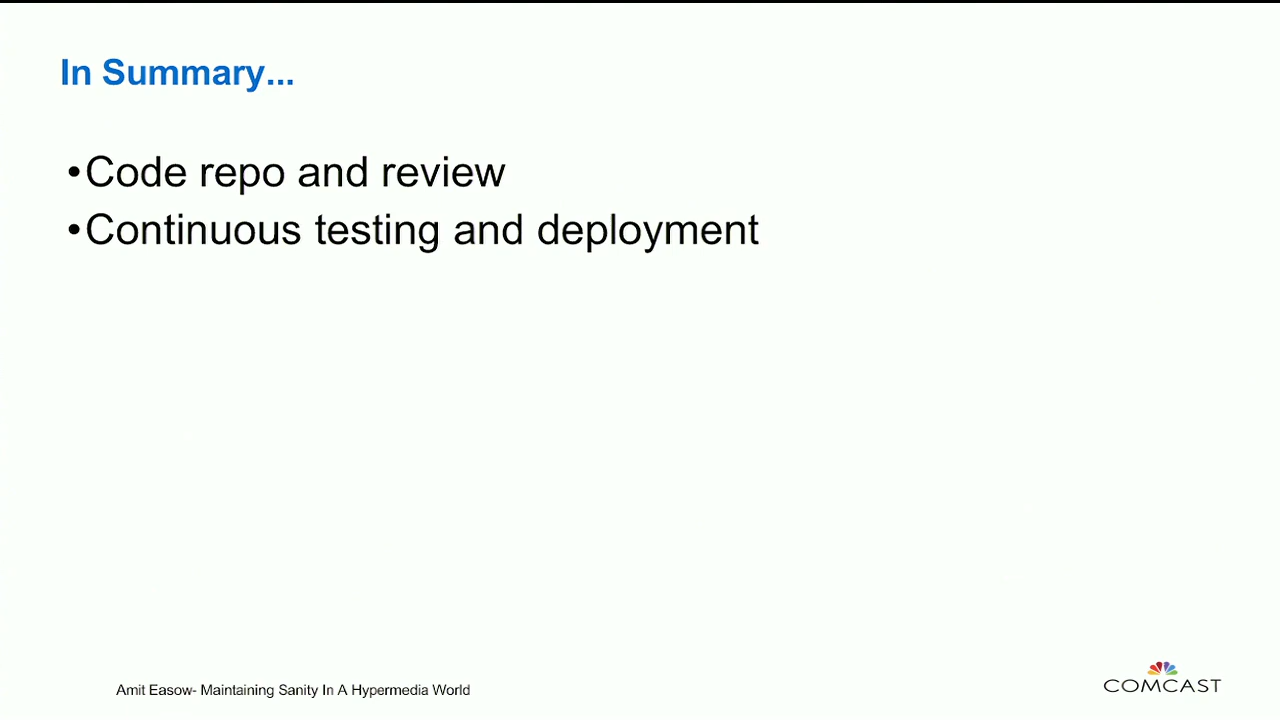 In Summary...
•Code repo and review
•Continuous testing and deployment
Amit Easow- Maintaining Sanity In A Hypermedia World
COMCAST